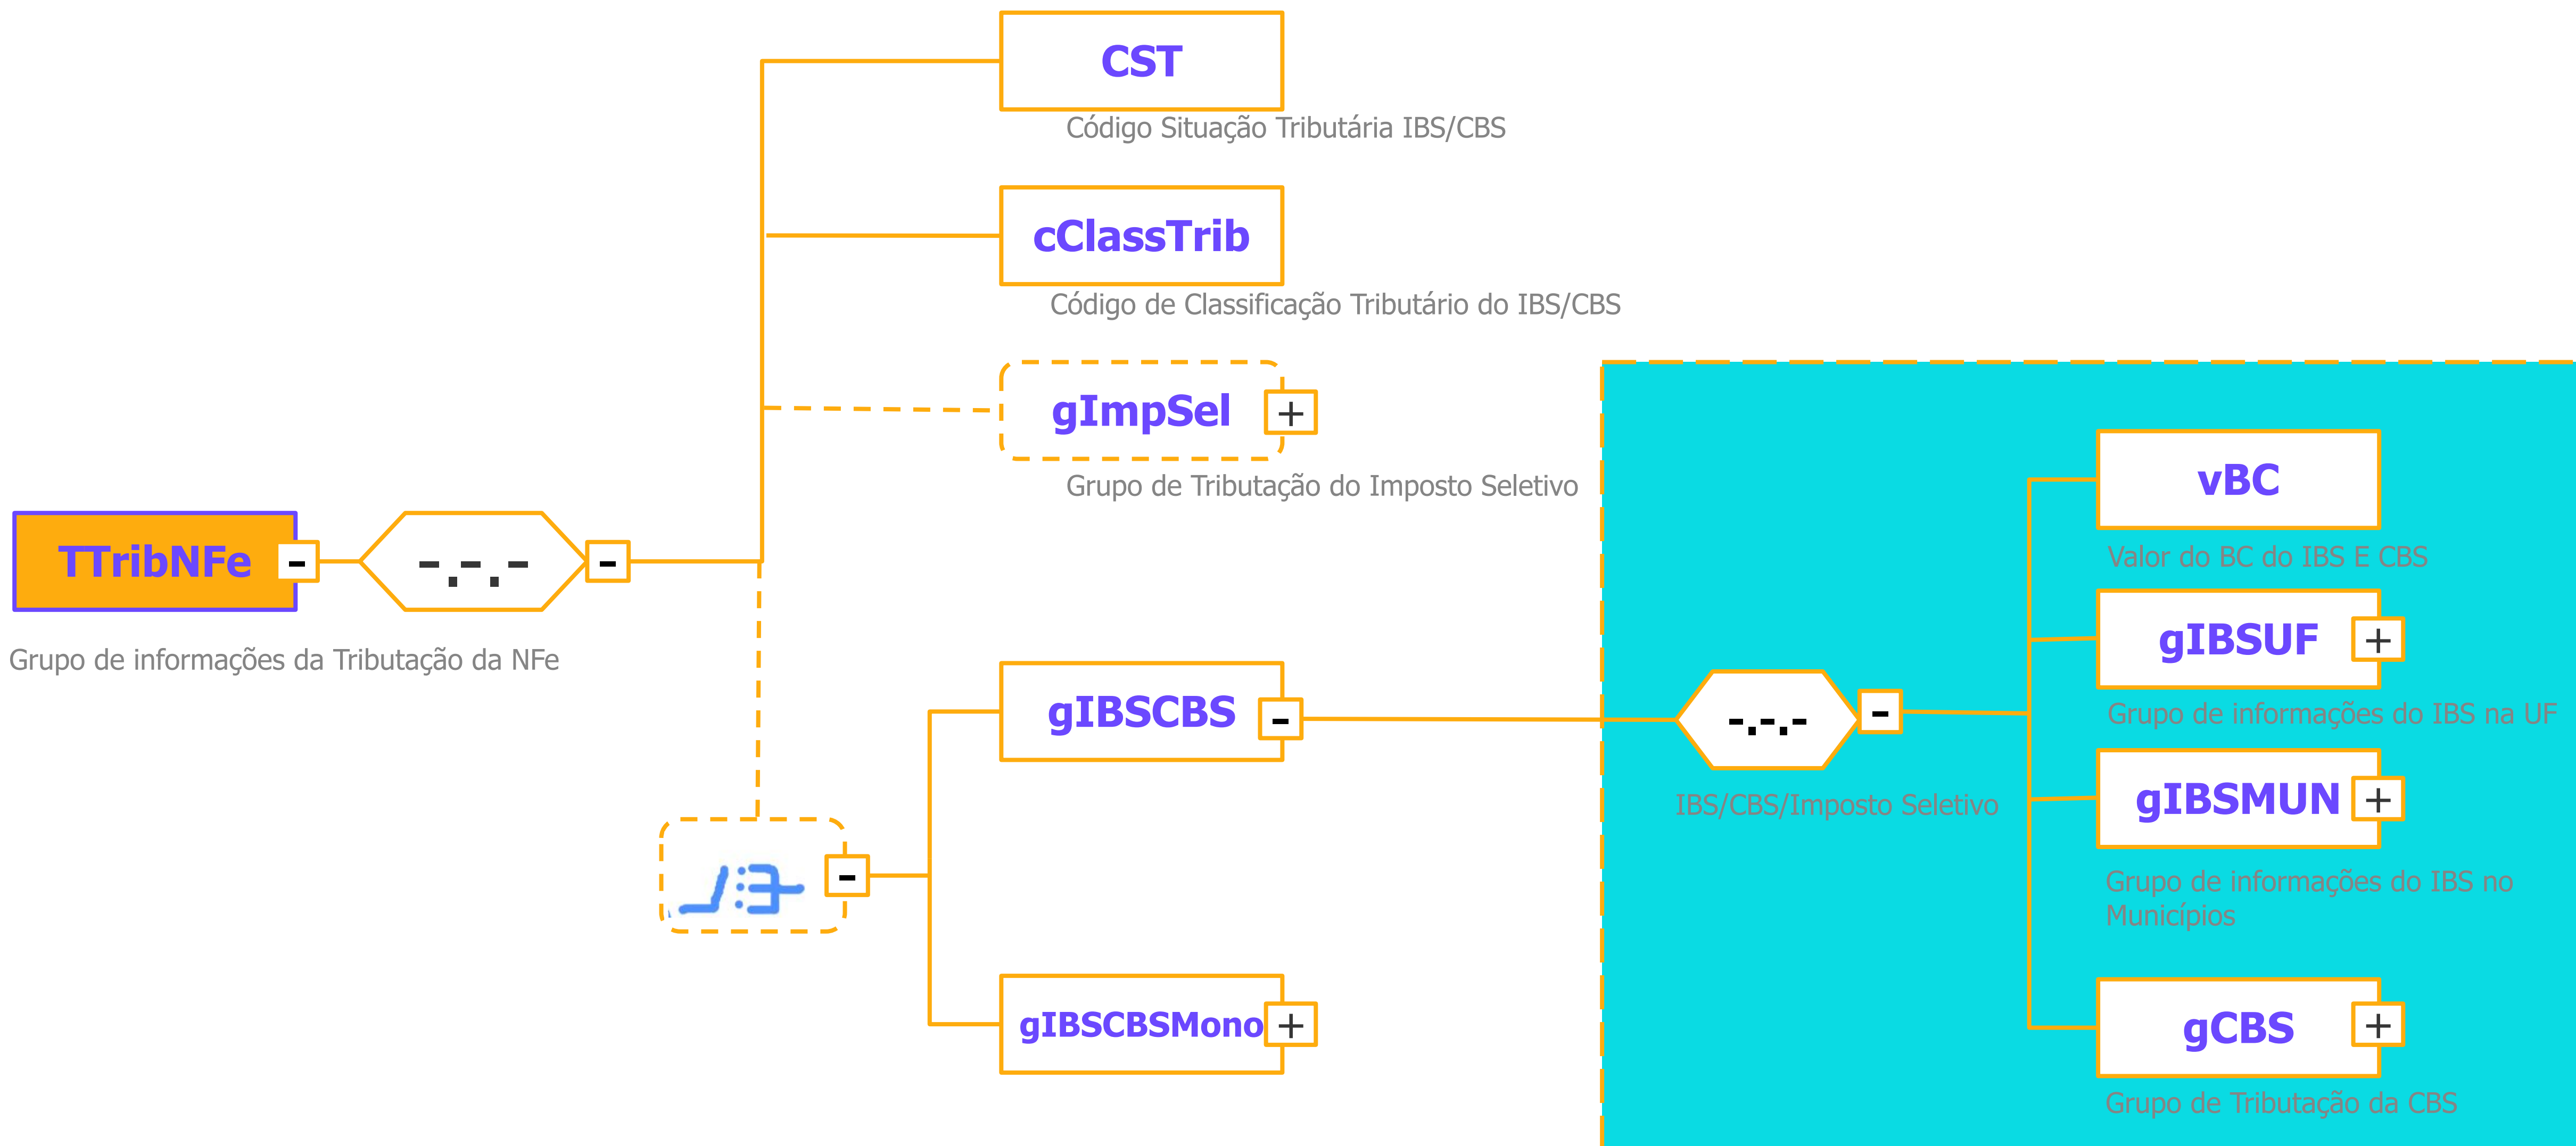 CST
Código Situação Tributária IBS/CBS
cClassTrib
Código de Classificação Tributário do IBS/CBS
gImpSel
+
Grupo de Tributação do Imposto Seletivo
TTribNFe
-
-.-.-
-
Grupo de informações da Tributação da NFe
gIBSCBS
-
-
gIBSCBSMono
+
-.-.-
-
IBS/CBS/Imposto Seletivo
vBC
Valor do BC do IBS E CBS
gIBSUF
+
Grupo de informações do IBS na UF
gIBSMUN
+
Grupo de informações do IBS no
Municípios
gCBS
+
Grupo de Tributação da CBS